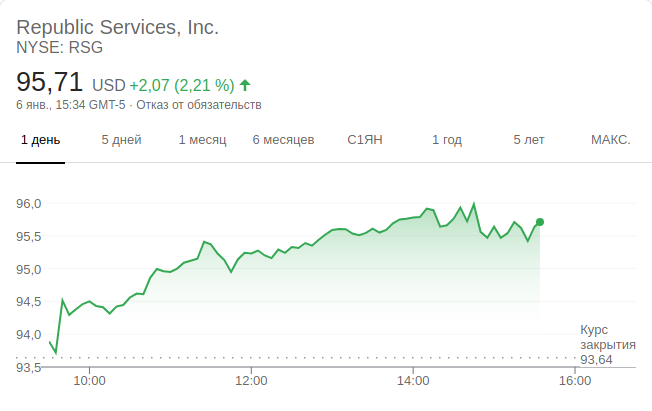 Republic Services, Inc.
NYSE: RSG
95,71 USD +2,07 (2,21 %)
6 янв., 15:34 GMT-5 · Отказ от обязательств
1 день 5 дней 1 месяц 6 месяцев С1ЯН 1 год 5 лет МАКС.
96,0
95,5
95,0
94,5
94,0
Курс
закрытия
93,64
93,5
10:00 12:00 14:00 16:00